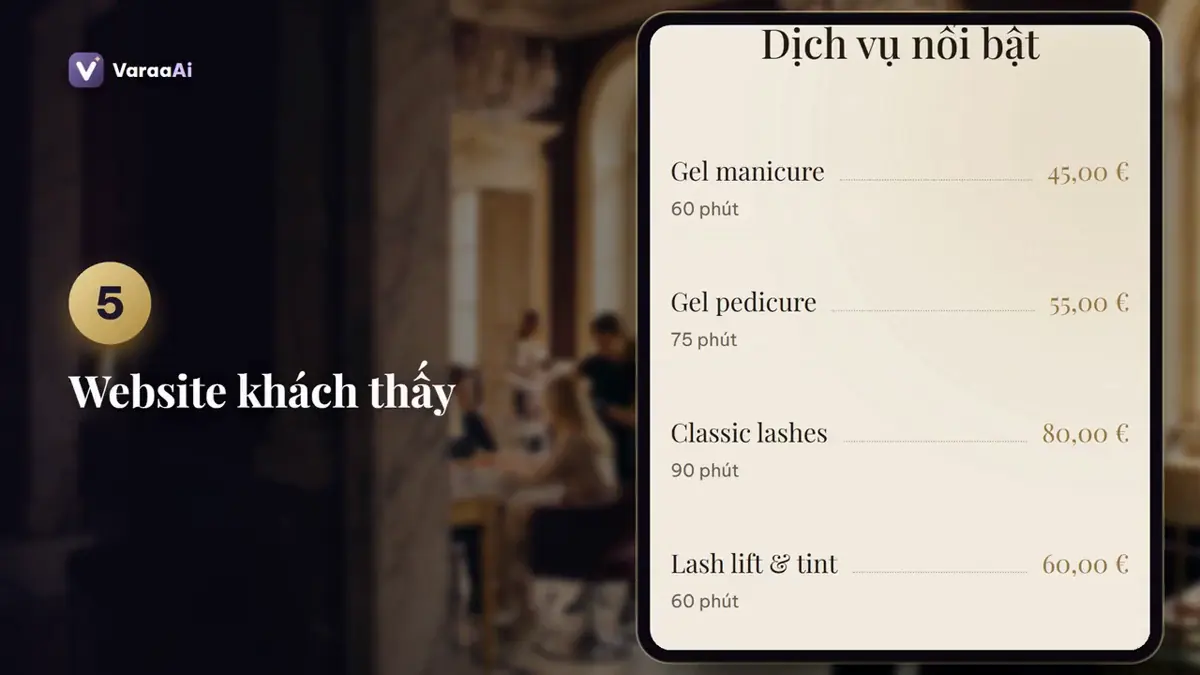 VaraaAi
5
Website khách thấy
Dịch vụ nổi bật
Gel manicure 45,00 €
60 phút
Gel pedicure 55,00 €
75 phút
Classic lashes 80,00 €
90 phút
Lash lift & tint 60,00 €
60 phút